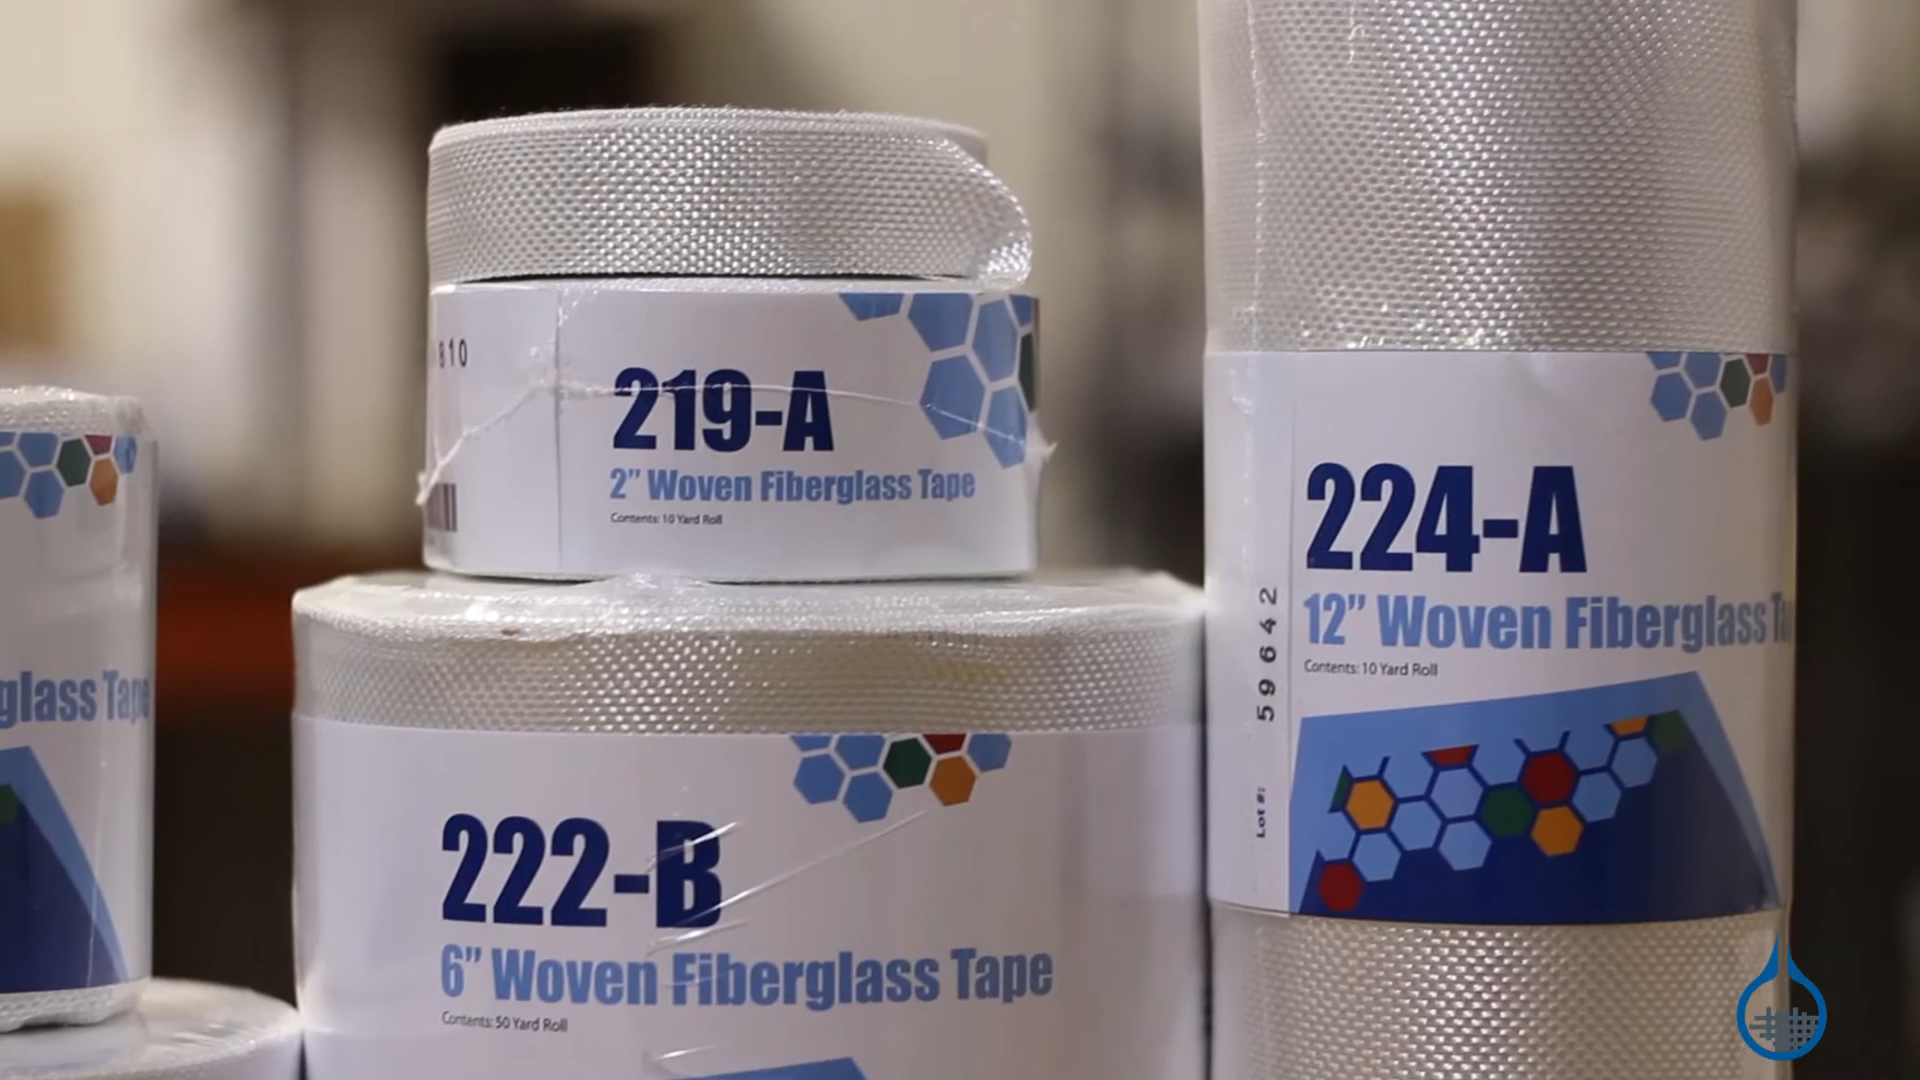 810
219-A
2” Woven Fiberglass Tape
Contents: 10 Yard Roll
glass Tape
222-B
6” Woven Fiberglass Tape
Contents: 50 Yard Roll
224-A
12” Woven Fiberglass Ta
Contents: 10 Yard Roll
Lot #: 59642